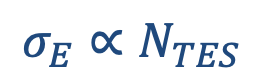 σ_E ∝ N_TES